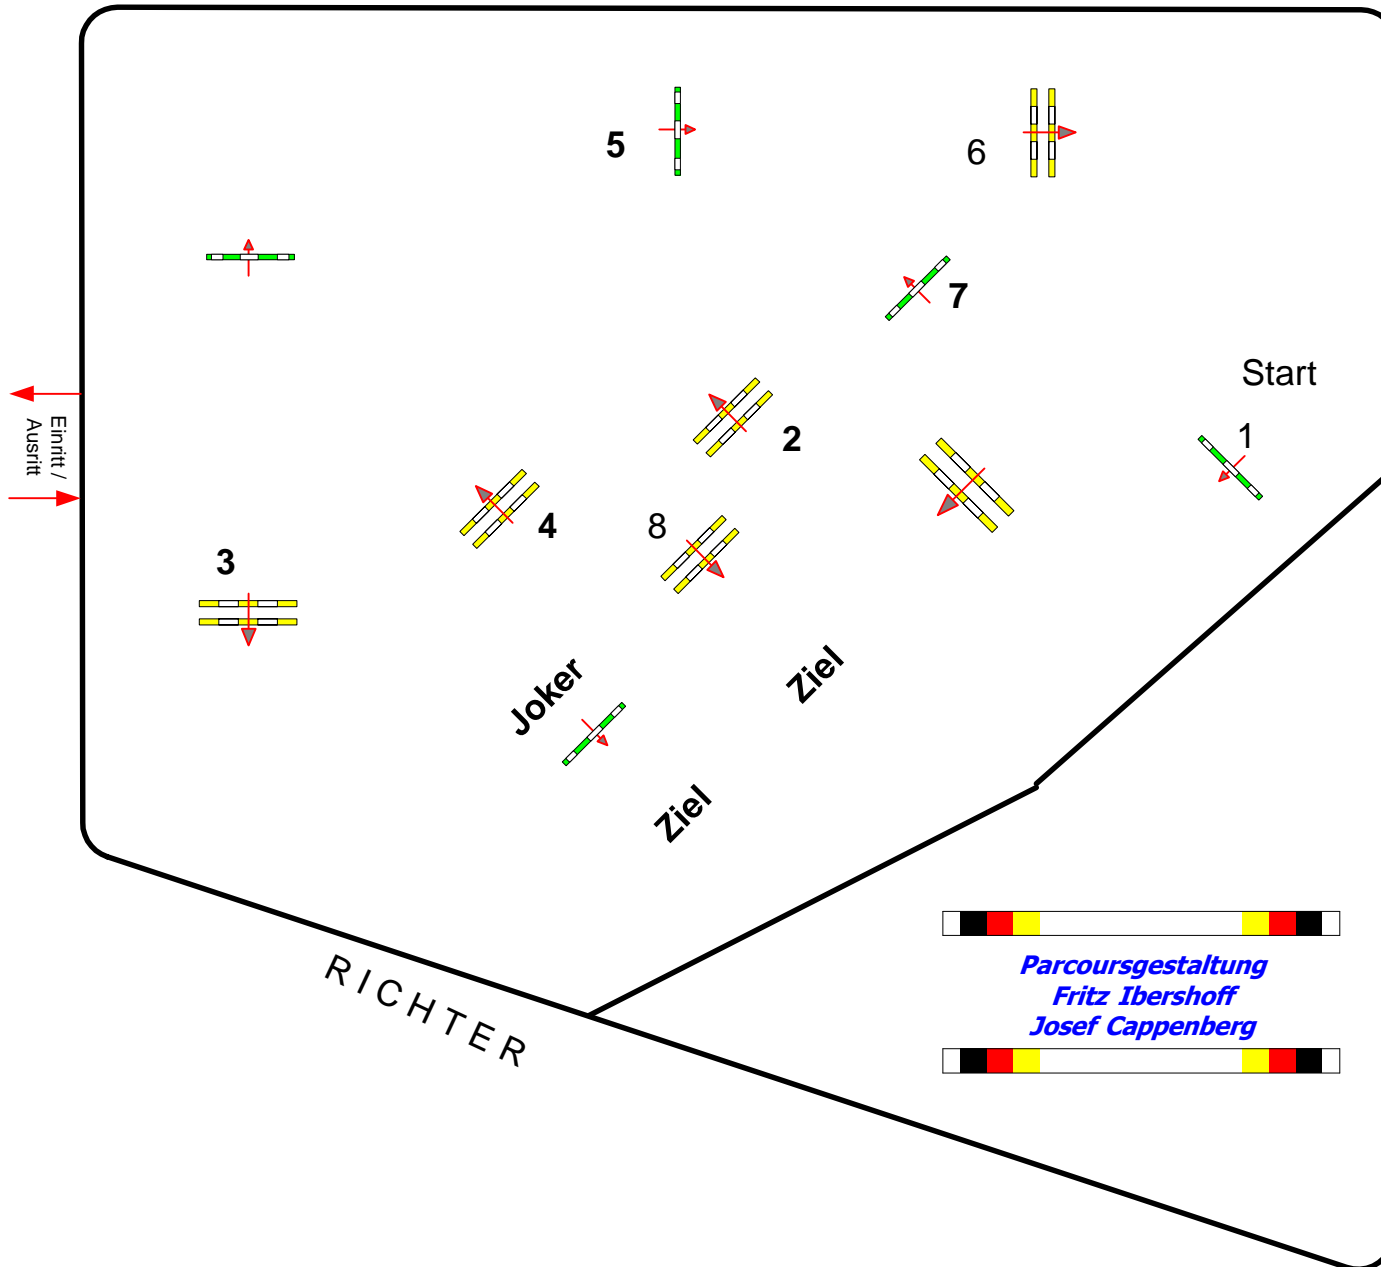 5
6
7
Start
1
2
Einritt /
Ausritt
4
8
3
Joker
Ziel
Ziel
RICHTER
Parcoursgestaltung
Fritz Ibershoff
Josef Cappenberg